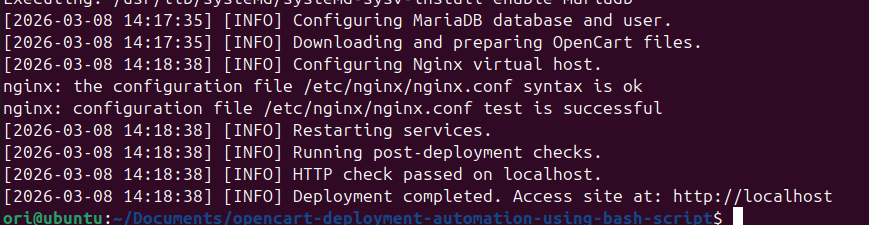 Executing: /usr/lib/systemd/systemd-sysv-install enable mariadb
[2026-03-08 14:17:35] [INFO] Configuring MariaDB database and user.
[2026-03-08 14:17:35] [INFO] Downloading and preparing OpenCart files.
[2026-03-08 14:18:38] [INFO] Configuring Nginx virtual host.
nginx: the configuration file /etc/nginx/nginx.conf syntax is ok
nginx: configuration file /etc/nginx/nginx.conf test is successful
[2026-03-08 14:18:38] [INFO] Restarting services.
[2026-03-08 14:18:38] [INFO] Running post-deployment checks.
[2026-03-08 14:18:38] [INFO] HTTP check passed on localhost.
[2026-03-08 14:18:38] [INFO] Deployment completed. Access site at: http://localhost
ori@ubuntu:~/Documents/opencart-deployment-automation-using-bash-script$